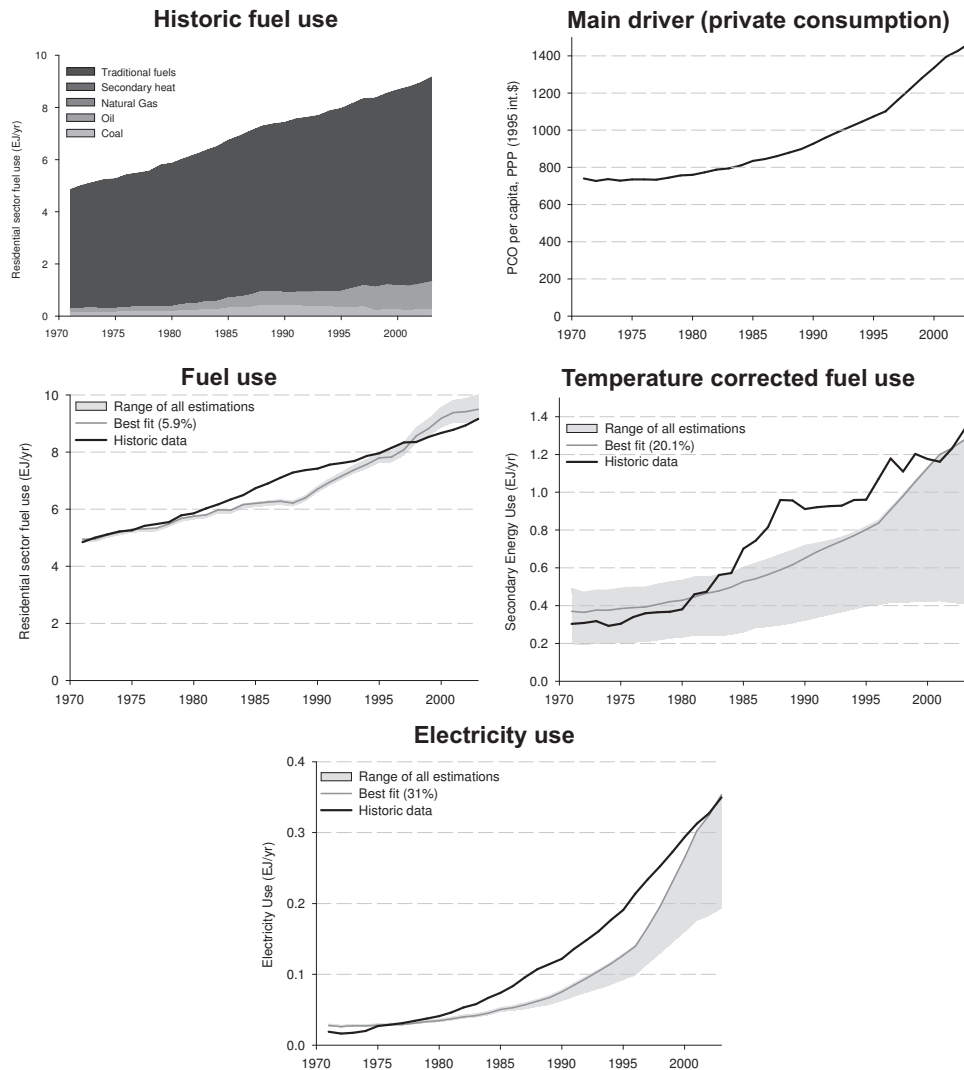 Historic fuel use
Residential sector fuel use (EJ/yr)
10
8
6
4
2
0
Traditional fuels
Secondary heat
Natural Gas
Oil
Coal
1970 1975 1980 1985 1990 1995 2000
Main driver (private consumption)
PCO per capita, PPP (1995 int.$)
1400
1200
1000
800
600
400
200
0
1970 1975 1980 1985 1990 1995 2000
Fuel use
Residential sector fuel use (EJ/yr)
10
8
6
4
2
0
Range of all estimations
Best fit (5.9%)
Historic data
1970 1975 1980 1985 1990 1995 2000
Temperature corrected fuel use
Secondary Energy Use (EJ/yr)
1.4
1.2
1.0
0.8
0.6
0.4
0.2
0.0
Range of all estimations
Best fit (20.1%)
Historic data
1970 1975 1980 1985 1990 1995 2000
Electricity use
Electricity Use (EJ/yr)
0.4
0.3
0.2
0.1
0.0
Range of all estimations
Best fit (31%)
Historic data
1970 1975 1980 1985 1990 1995 2000